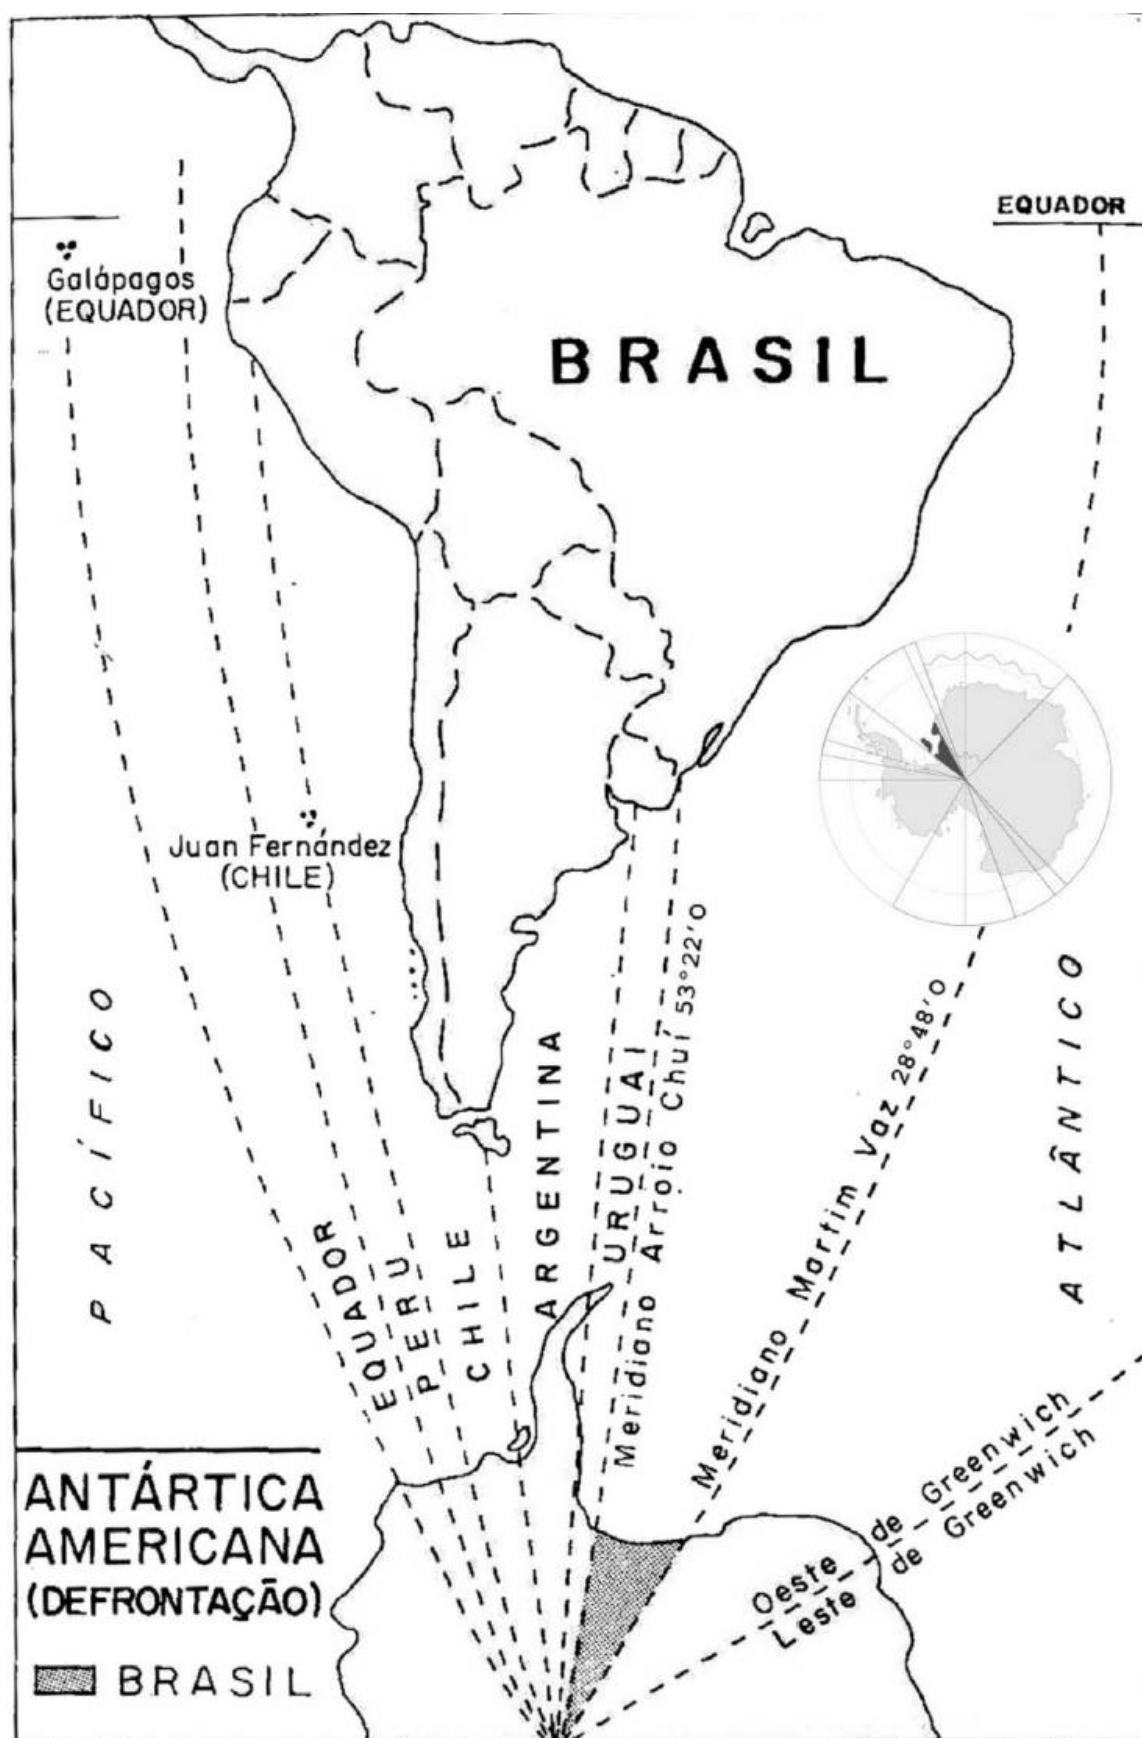 EQUADOR
Galápagos
(EQUADOR)
BRASIL
Juan Fernández
(CHILE)
PACÍFICO
ATLÂNTICO
EQUADOR
PERU
CHILE
ARGENTINA
URUGUAI
Meridiano Arroio Chuí 53°22'O
Meridiano Martim Vaz 28°48'O
Oeste de Greenwich
Leste de Greenwich
ANTÁRTICA
AMERICANA
(DEFRONTAÇÃO)
BRASIL